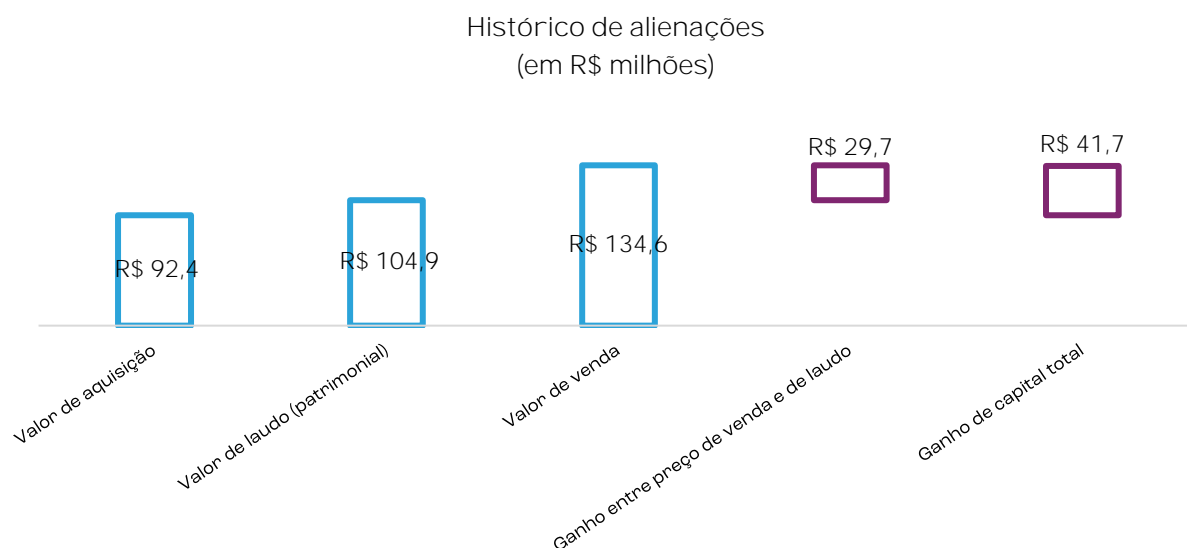 Histórico de alienações
(em R$ milhões)
R$ 29,7
R$ 41,7
R$ 92,4
R$ 104,9
R$ 134,6
Valor de aquisição
Valor de laudo (patrimonial)
Valor de venda
Ganho entre preço de venda e de laudo
Ganho de capital total